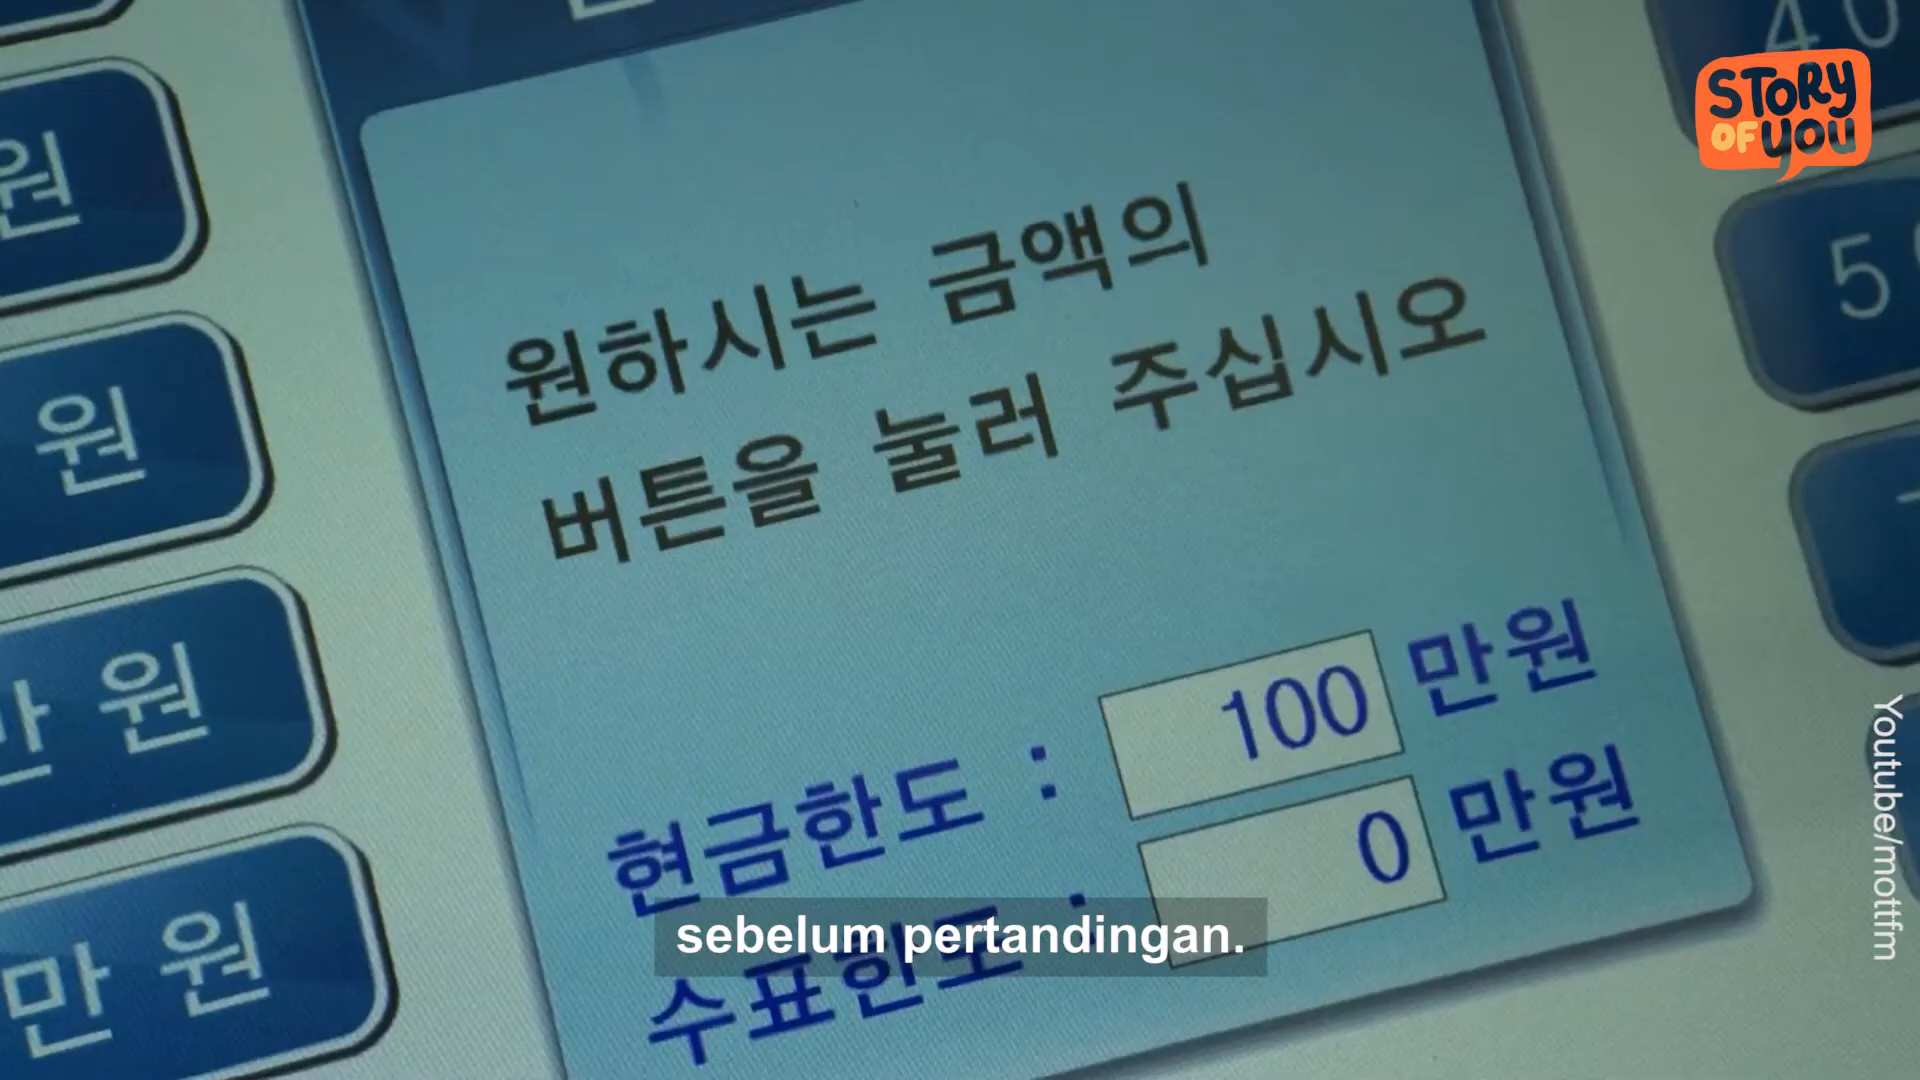 STORY
OF YOU
40
원
원하시는 금액의
버튼을 눌러 주십시오
원
만원
만원
현금한도 : 100 만원
수표한도 : 0 만원
sebelum pertandingan.
Youtube/mottfm